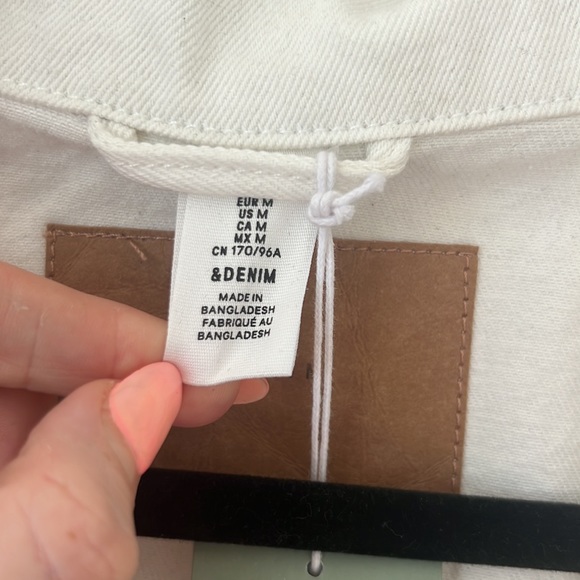 EUR M
US M
CA M
MX M
CN 170/96A
&DENIM
MADE IN
BANGLADESH
FABRIQUÉ AU
BANGLADESH